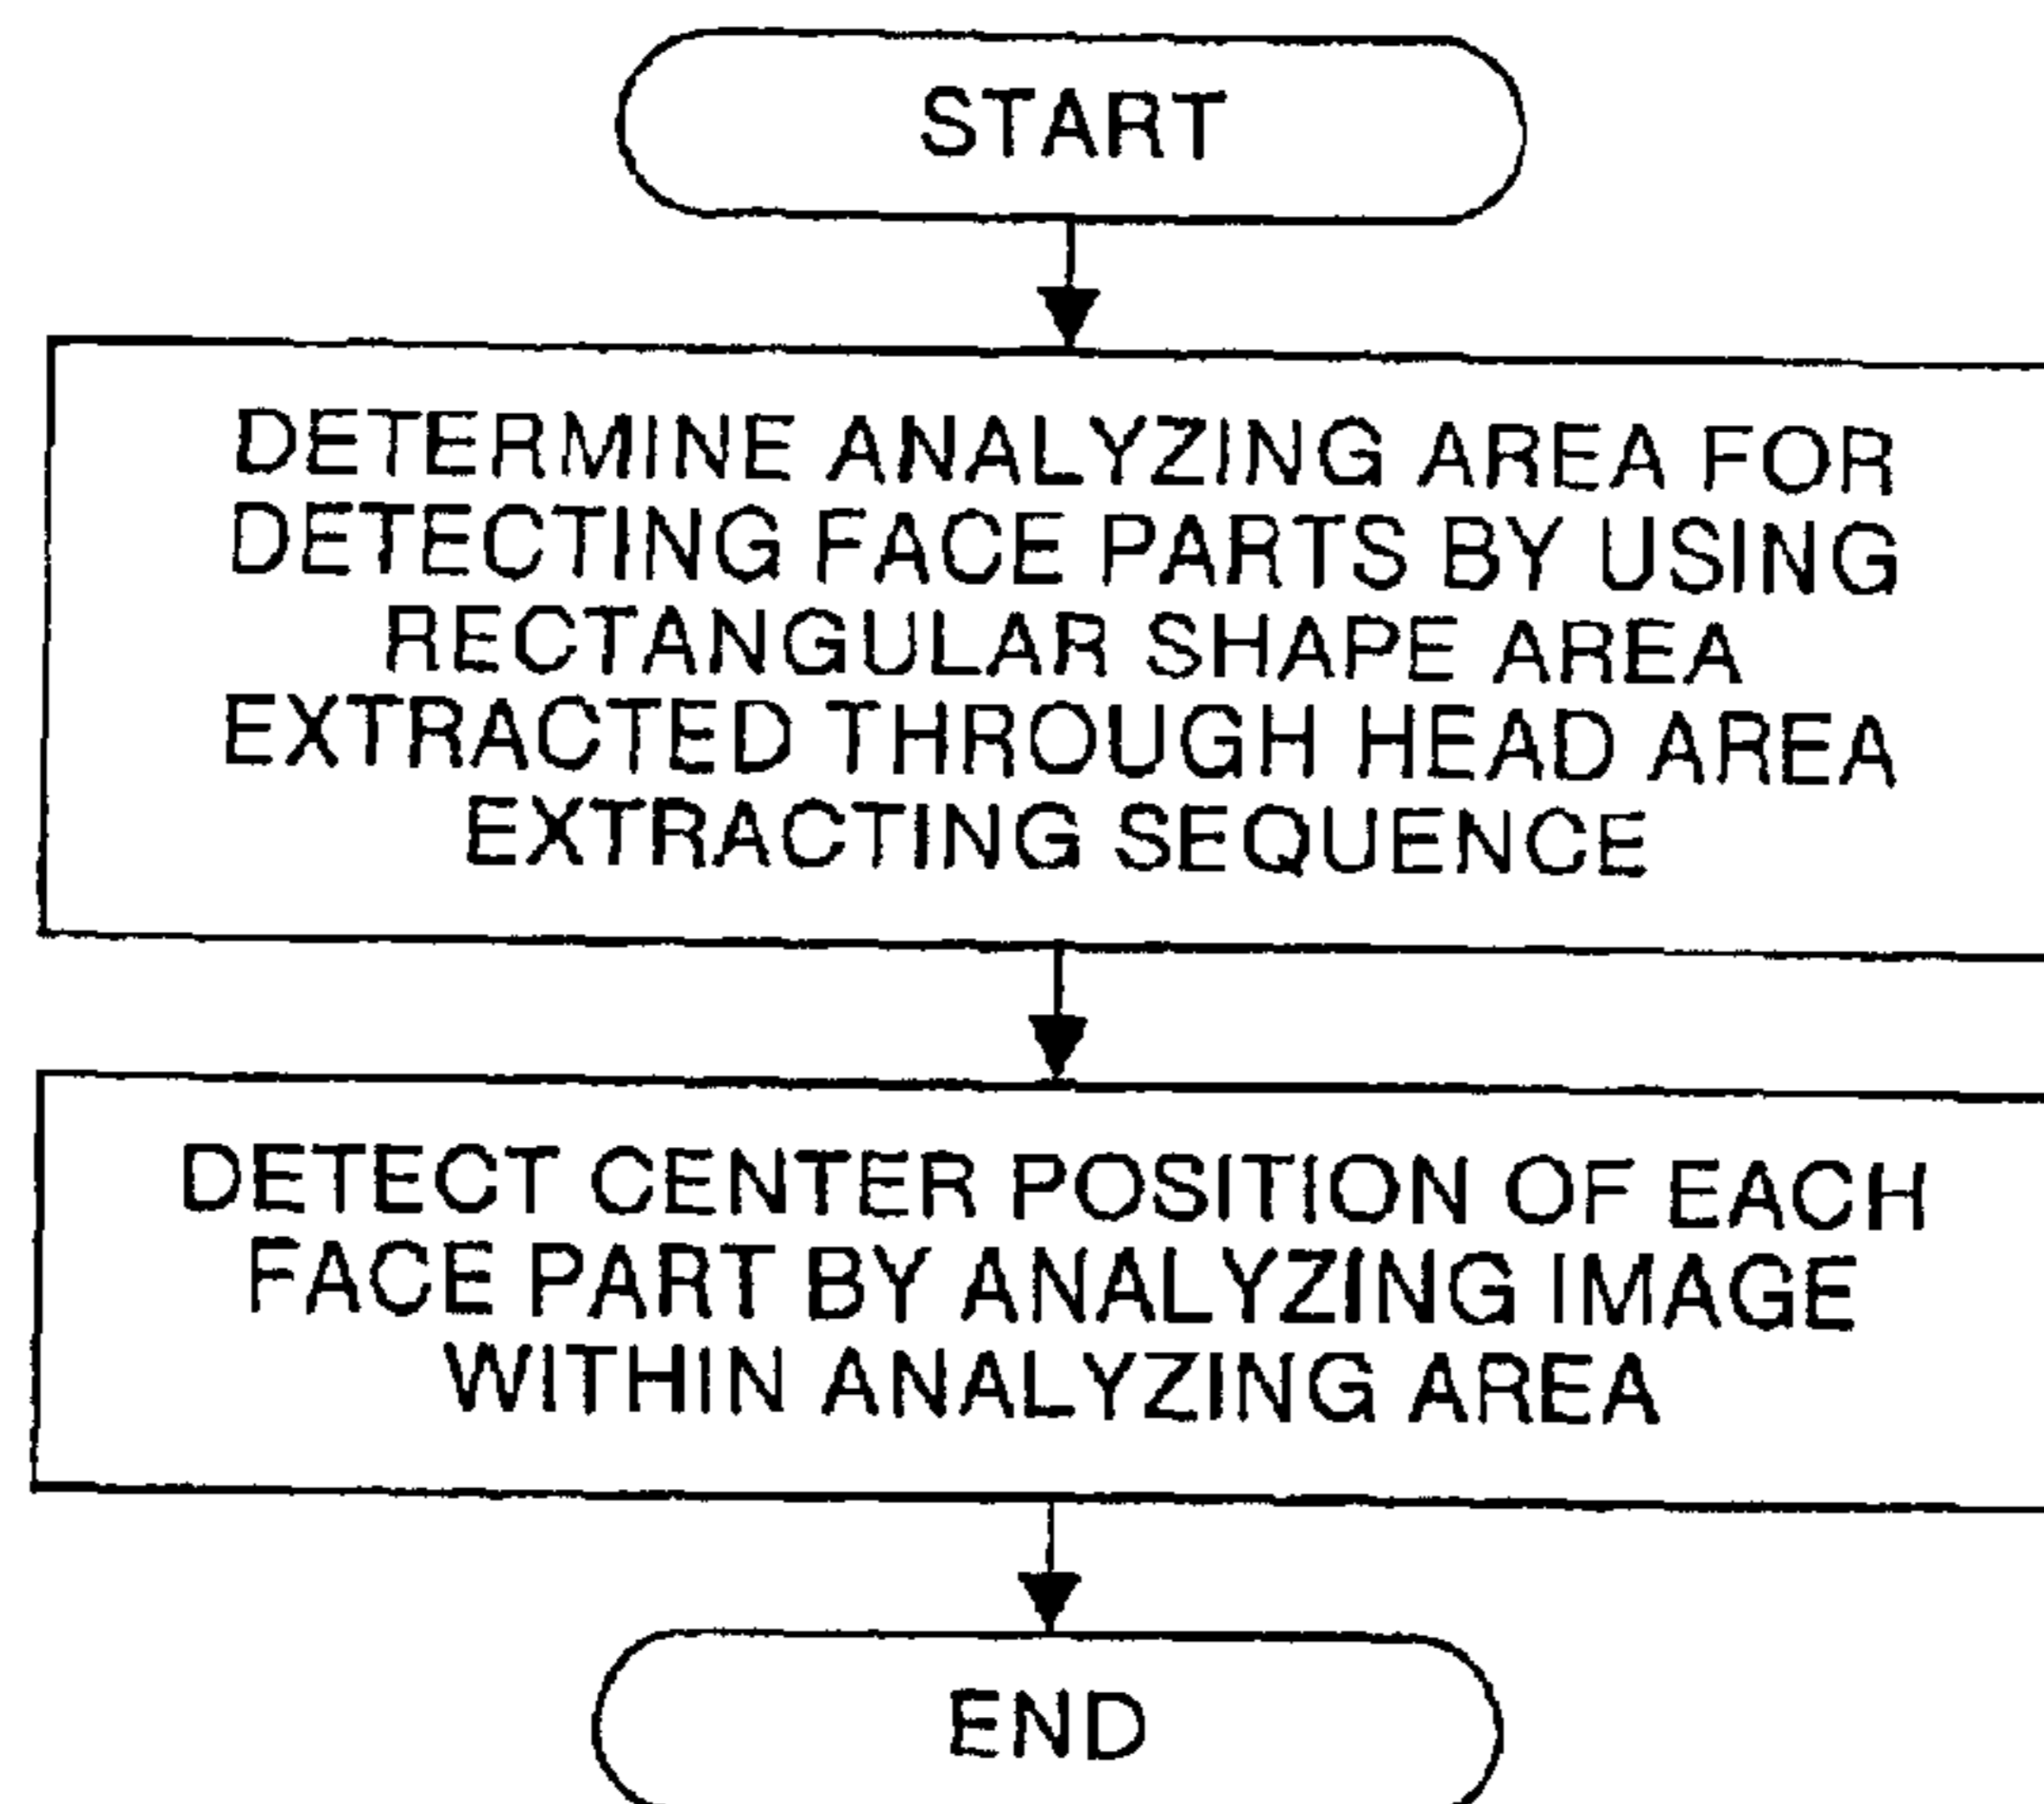 START
DETERMINE ANALYZING AREA FOR
DETECTING FACE PARTS BY USING
RECTANGULAR SHAPE AREA
EXTRACTED THROUGH HEAD AREA
EXTRACTING SEQUENCE
DETECT CENTER POSITION OF EACH
FACE PART BY ANALYZING IMAGE
WITHIN ANALYZING AREA
END